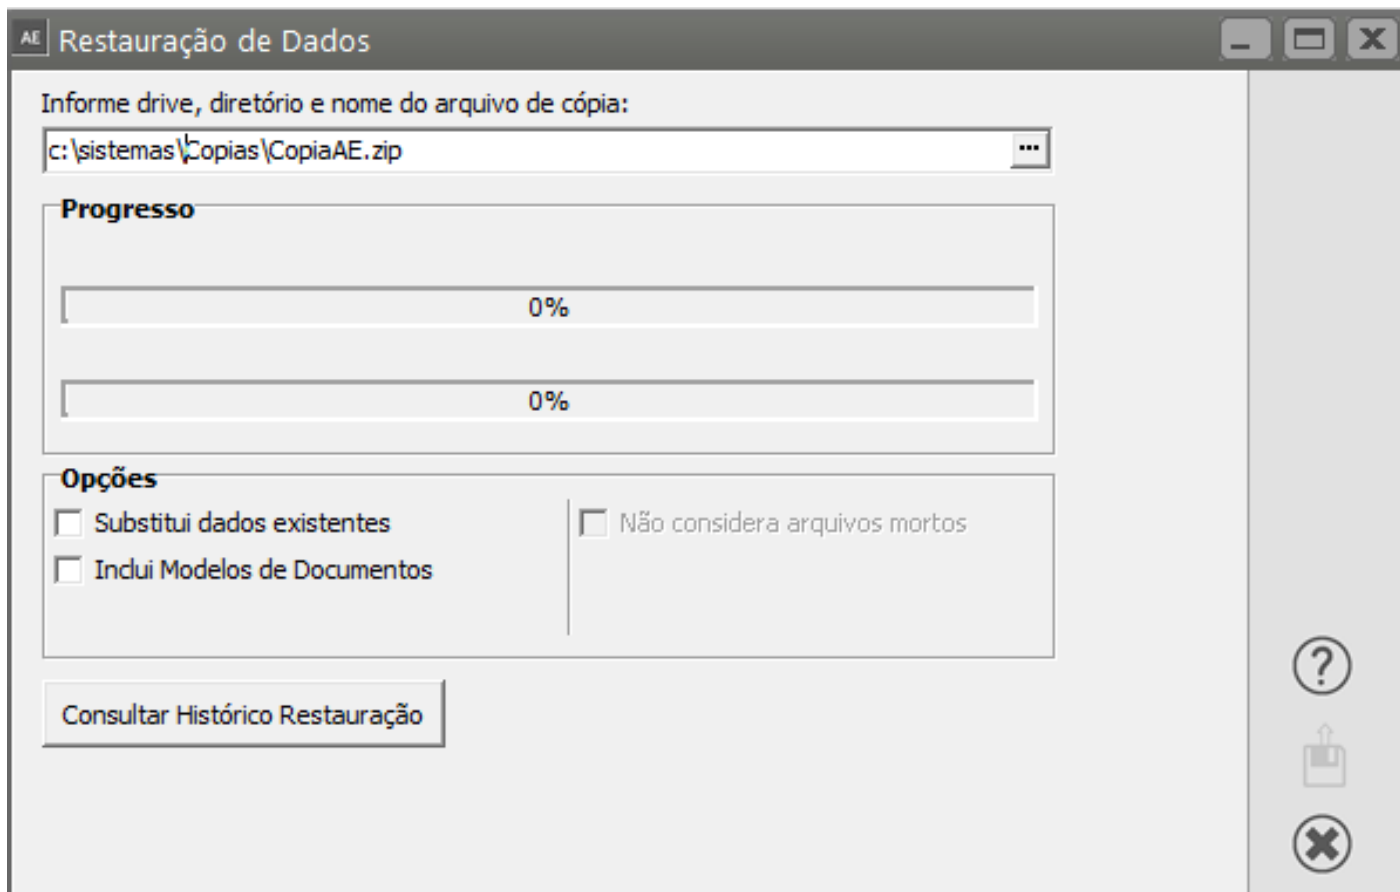 AE Restauração de Dados
Informe drive, diretório e nome do arquivo de cópia:
c:\sistemas\Copias\CopiaAE.zip ...
Progresso
0%
0%
Opções
Substitui dados existentes
Não considera arquivos mortos
Inclui Modelos de Documentos
Consultar Histórico Restauração
?